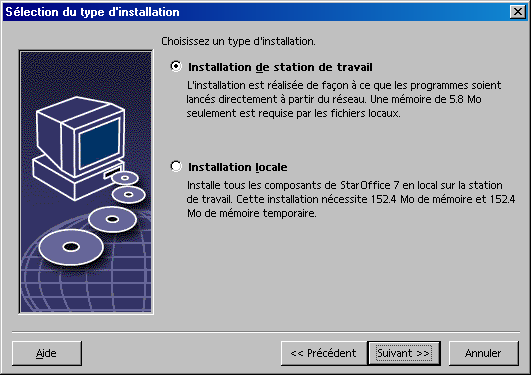 Sélection du type d'installation
Choisissez un type d'installation.
Installation de station de travail
L'installation est réalisée de façon à ce que les programmes soient
lancés directement à partir du réseau. Une mémoire de 5.8 Mo
seulement est requise par les fichiers locaux.
Installation locale
Installe tous les composants de StarOffice 7 en local sur la station
de travail. Cette installation nécessite 152.4 Mo de mémoire et 152.4
Mo de mémoire temporaire.
Aide
<< Précédent
Suivant >>
Annuler